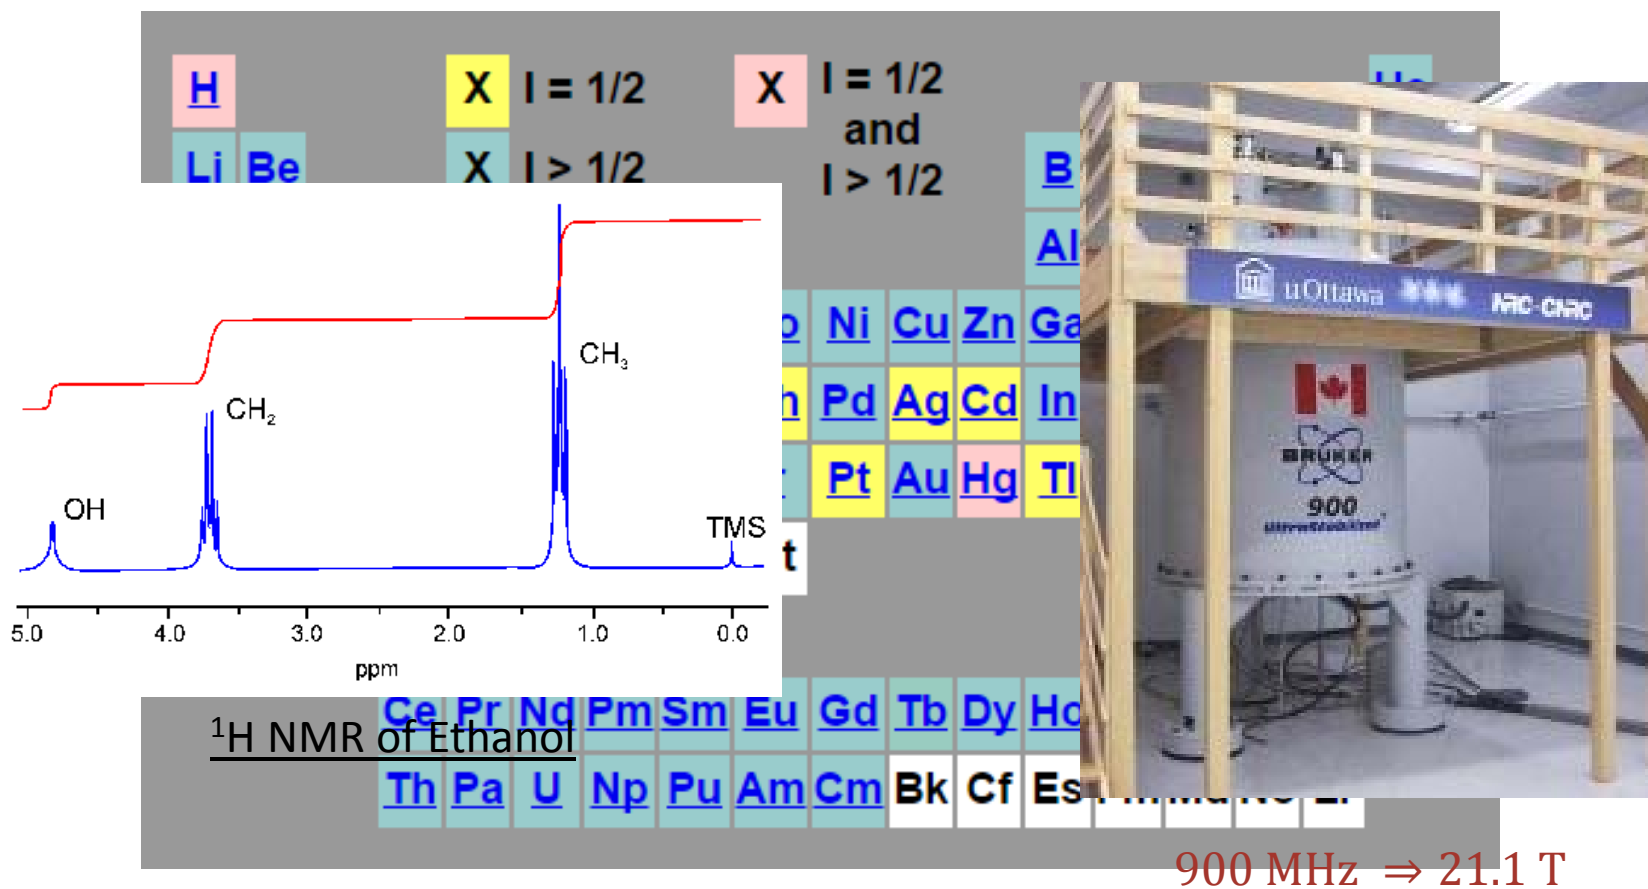 H X I = 1/2 X I = 1/2
and
Li Be X I > 1/2 I > 1/2 B
Al
Ni Cu Zn Ga
Pd Ag Cd In
Pt Au Hg Tl
uOttawa NRC·CNRC
BRUKER
900
UltraStabilized
CH₃
CH₂
OH
TMS
5.0 4.0 3.0 2.0 1.0 0.0
ppm
Ce Pr Nd Pm Sm Eu Gd Tb Dy Ho
¹H NMR of Ethanol
Th Pa U Np Pu Am Cm Bk Cf Es
900 MHz ⇒ 21.1 T